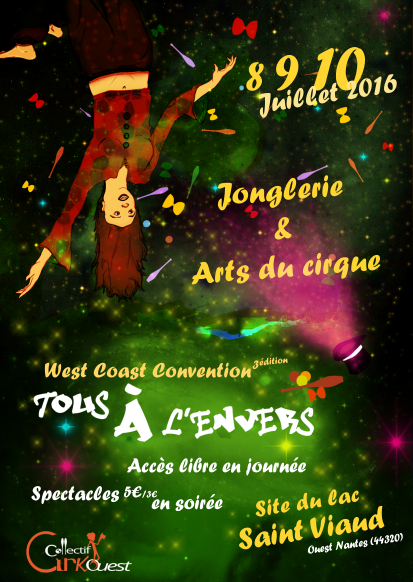 8 9 10
Juillet 2016
Jonglerie
&
Arts du cirque
West Coast Convention 3édition
TOUS À L'ENVERS
Accès libre en journée
Spectacles 5€/3€ en soirée
Site du lac
Saint Viaud
Ouest Nantes (44320)
Collectif
CirkOuest